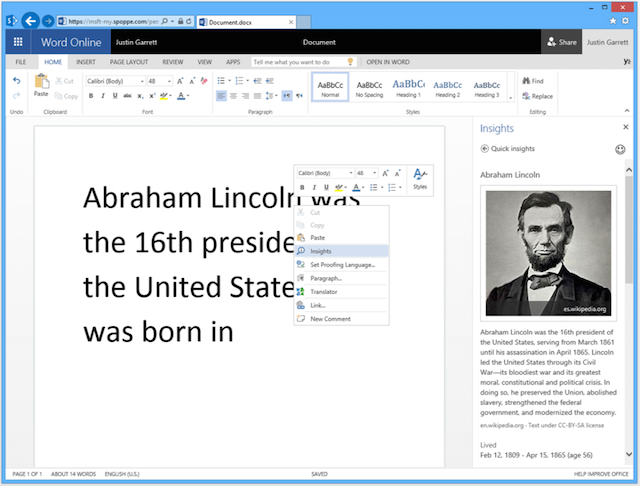 https://msft-my.spoppe.com/per
Document.docx
Word Online
Justin Garrett
Document
Share
Justin Garrett
FILE
HOME
INSERT
PAGE LAYOUT
REVIEW
VIEW
APPS
Tell me what you want to do
OPEN IN WORD
Undo
Paste
Cut
Copy
Clipboard
Calibri (Body)
48
Font
Paragraph
AaBbCc
Normal
AaBbCc
No Spacing
AaBbCc
Heading 1
AaBbCc
Heading 2
AaBbCc
Heading 3
Styles
Find
Replace
Editing
Abraham Lincoln was
the 16th preside
the United State
was born in
Calibri (Body)
48
Styles
Cut
Copy
Paste
Insights
Set Proofing Language...
Paragraph...
Translator
Link...
New Comment
Insights
Quick insights
Abraham Lincoln
es.wikipedia.org
Abraham Lincoln was the 16th president of
the United States, serving from March 1861
until his assassination in April 1865. Lincoln
led the United States through its Civil
War—its bloodiest war and its greatest
moral, constitutional and political crisis. In
doing so, he preserved the Union, abolished
slavery, strengthened the federal
government, and modernized the economy.
en.wikipedia.org - Text under CC-BY-SA license
Lived
Feb 12, 1809 - Apr 15, 1865 (age 56)
PAGE 1 OF 1
ABOUT 14 WORDS
ENGLISH (U.S.)
SAVED
HELP IMPROVE OFFICE